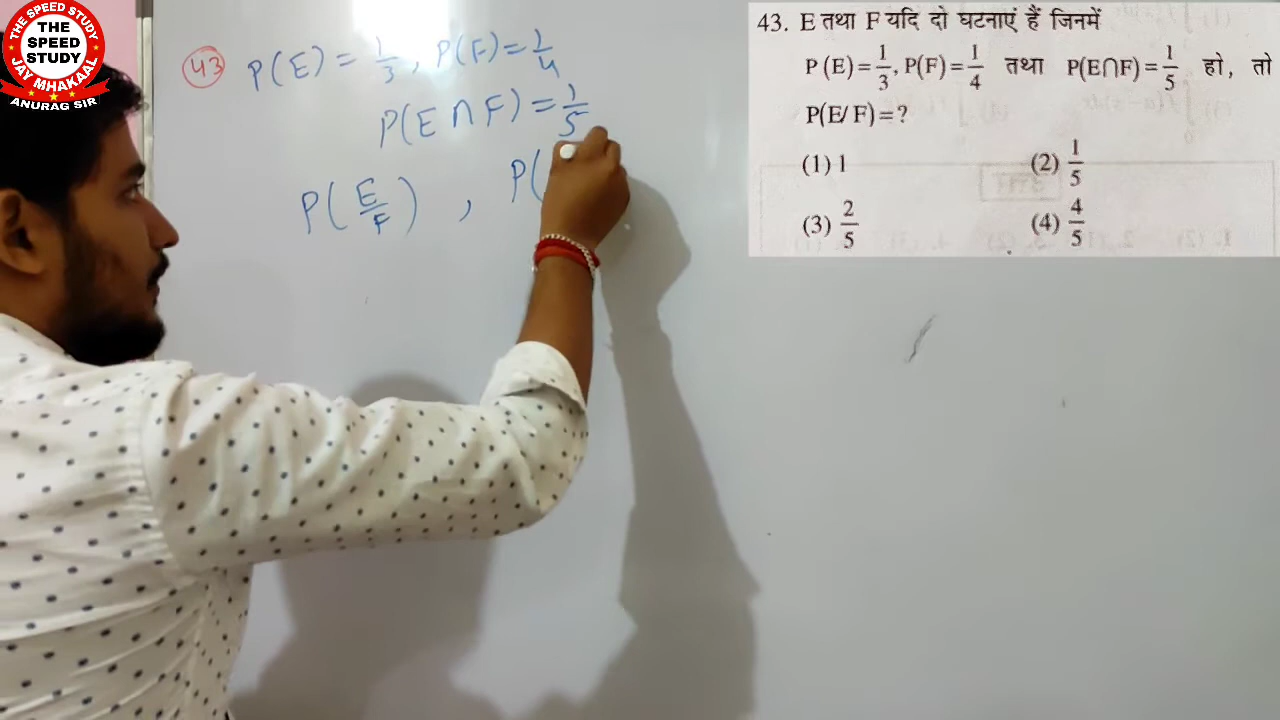 THE SPEED STUDY
THE
SPEED
STUDY
JAY MHAKAAL
ANURAG SIR
43 P(E) = 1/3, P(F) = 1/4
P(E ∩ F) = 1/5
P(E/F) , P(
43. E तथा F यदि दो घटनाएं हैं जिनमें
P (E) = 1/3, P(F) = 1/4 तथा P(E∩F) = 1/5 हो, तो
P(E/F) = ?
(1) 1 (2) 1/5
(3) 2/5 (4) 4/5